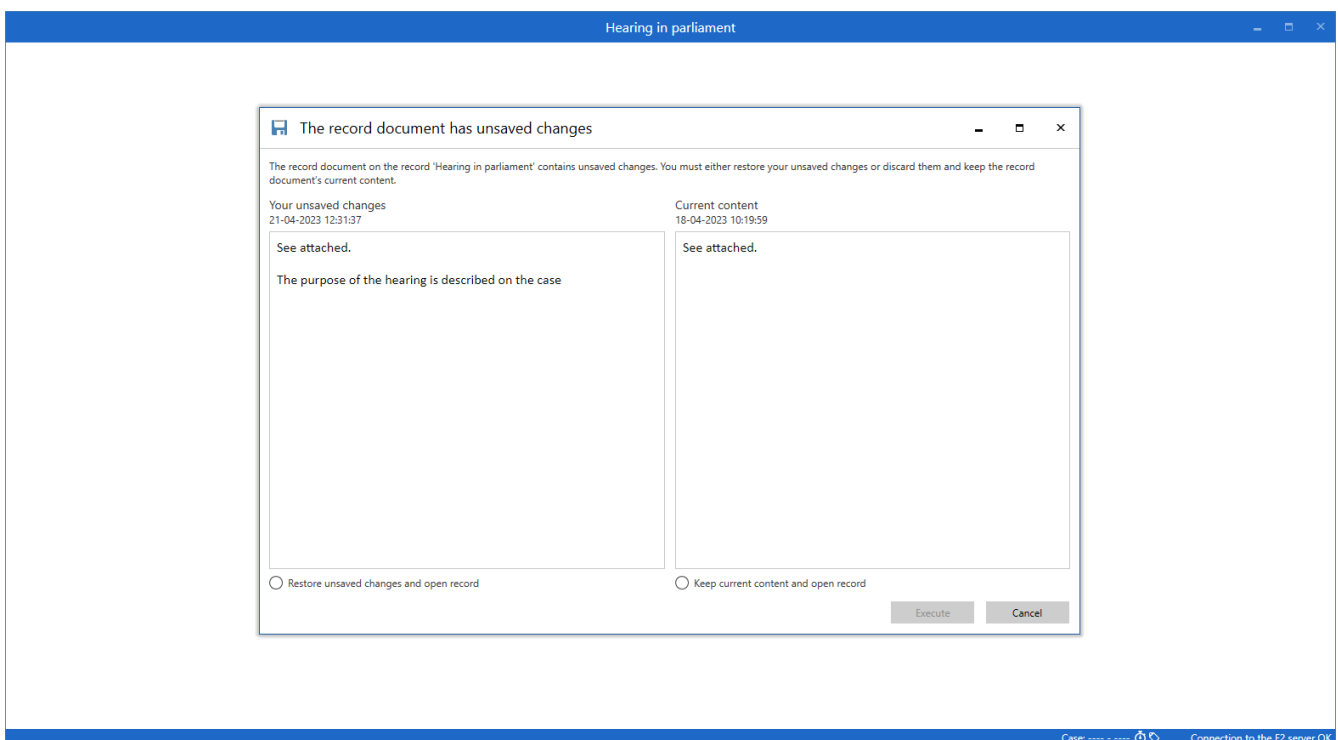 Hearing in parliament
The record document has unsaved changes
The record document on the record 'Hearing in parliament' contains unsaved changes. You must either restore your unsaved changes or discard them and keep the record
document's current content.
Your unsaved changes
21-04-2023 12:31:37
See attached.
The purpose of the hearing is described on the case
Current content
18-04-2023 10:19:59
See attached.
Restore unsaved changes and open record
Keep current content and open record
Execute
Cancel
Case: ---- - ----
Connection to the F2 server OK